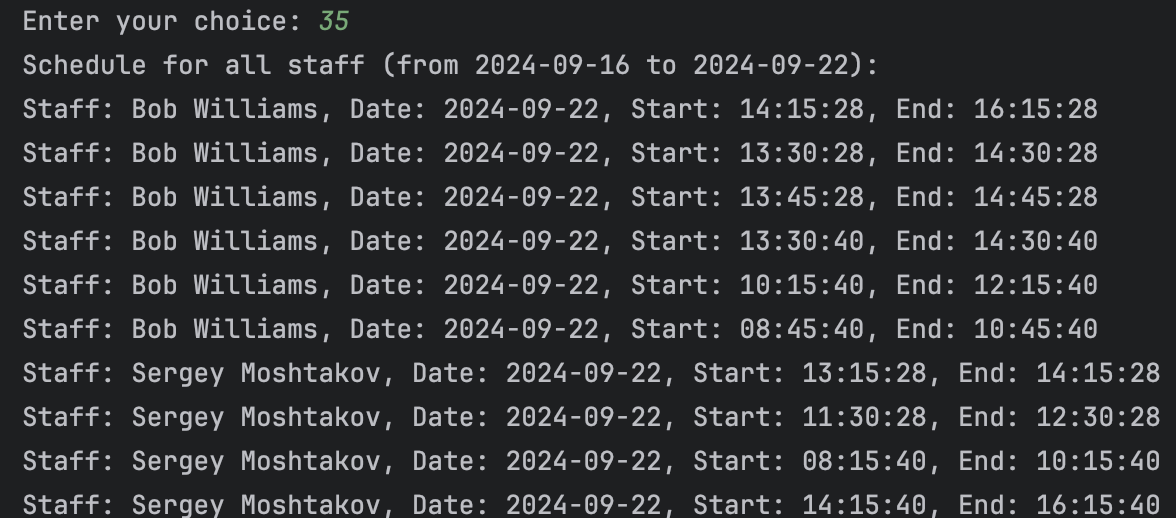 Enter your choice: 35
Schedule for all staff (from 2024-09-16 to 2024-09-22):
Staff: Bob Williams, Date: 2024-09-22, Start: 14:15:28, End: 16:15:28
Staff: Bob Williams, Date: 2024-09-22, Start: 13:30:28, End: 14:30:28
Staff: Bob Williams, Date: 2024-09-22, Start: 13:45:28, End: 14:45:28
Staff: Bob Williams, Date: 2024-09-22, Start: 13:30:40, End: 14:30:40
Staff: Bob Williams, Date: 2024-09-22, Start: 10:15:40, End: 12:15:40
Staff: Bob Williams, Date: 2024-09-22, Start: 08:45:40, End: 10:45:40
Staff: Sergey Moshtakov, Date: 2024-09-22, Start: 13:15:28, End: 14:15:28
Staff: Sergey Moshtakov, Date: 2024-09-22, Start: 11:30:28, End: 12:30:28
Staff: Sergey Moshtakov, Date: 2024-09-22, Start: 08:15:40, End: 10:15:40
Staff: Sergey Moshtakov, Date: 2024-09-22, Start: 14:15:40, End: 16:15:40